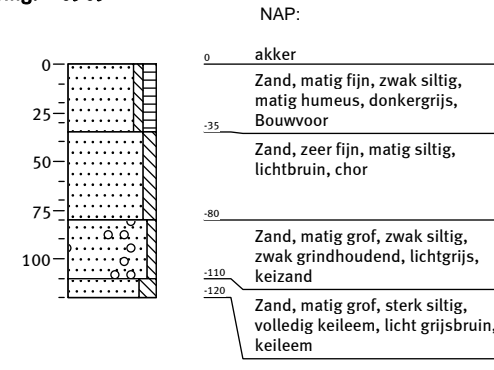 NAP:
0
25
50
75
100
0 akker
Zand, matig fijn, zwak siltig,
matig humeus, donkergrijs,
Bouwvoor
-35
Zand, zeer fijn, matig siltig,
lichtbruin, chor
-80
Zand, matig grof, zwak siltig,
zwak grindhoudend, lichtgrijs,
keizand
-110
-120
Zand, matig grof, sterk siltig,
volledig keileem, licht grijsbruin,
keileem